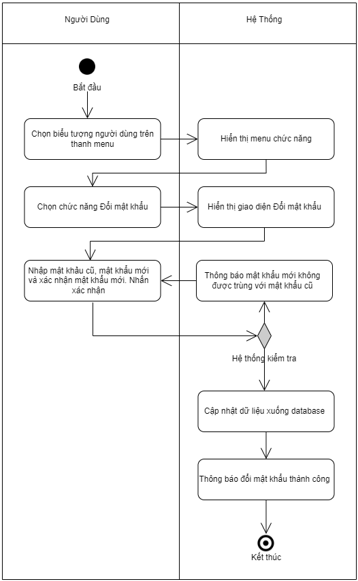 Người Dùng
Hệ Thống
Bắt đầu
Chọn biểu tượng người dùng trên
thanh menu
Hiển thị menu chức năng
Chọn chức năng Đổi mật khẩu
Hiển thị giao diện Đổi mật khẩu
Nhập mật khâu cũ, mật khẩu mới
và xác nhận mật khẩu mới. Nhấn
xác nhận
Thông báo mật khẩu mới không
được trùng với mật khẩu cũ
Hệ thống kiểm tra
Cập nhật dữ liệu xuống database
Thông báo đổi mật khẩu thành công
Kết thúc